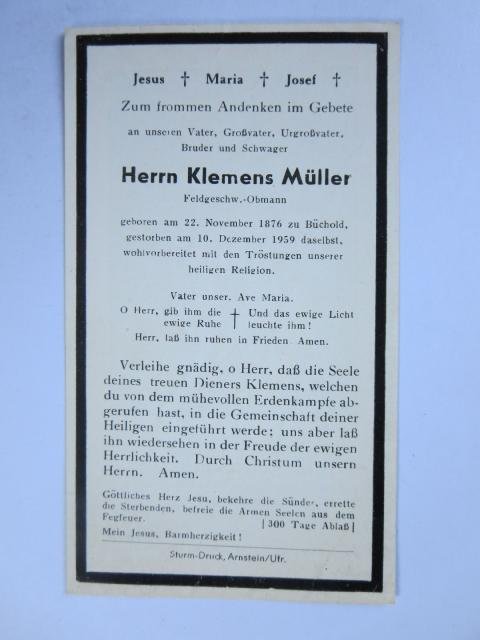 Jesus † Maria † Josef †
Zum frommen Andenken im Gebete
an unseren Vater, Großvater, Urgroßvater,
Bruder und Schwager
Herrn Klemens Müller
Feldgeschw.-Obmann
geboren am 22. November 1876 zu Büchold,
gestorben am 10. Dezember 1959 daselbst,
wohlvorbereitet mit den Tröstungen unserer
heiligen Religion.
Vater unser. Ave Maria.
O Herr, gib ihm die † Und das ewige Licht
ewige Ruhe leuchte ihm!
Herr, laß ihn ruhen in Frieden. Amen.
Verleihe gnädig, o Herr, daß die Seele
deines treuen Dieners Klemens, welchen
du von dem mühevollen Erdenkampfe ab-
gerufen hast, in die Gemeinschaft deiner
Heiligen eingeführt werde; uns aber laß
ihn wiedersehen in der Freude der ewigen
Herrlichkeit. Durch Christum unsern
Herrn. Amen.
Göttliches Herz Jesu, bekehre die Sünder, errette
die Sterbenden, befreie die Armen Seelen aus dem
Fegfeuer. |300 Tage Ablaß|
Mein Jesus, Barmherzigkeit!
Sturm-Druck, Arnstein/Ufr.